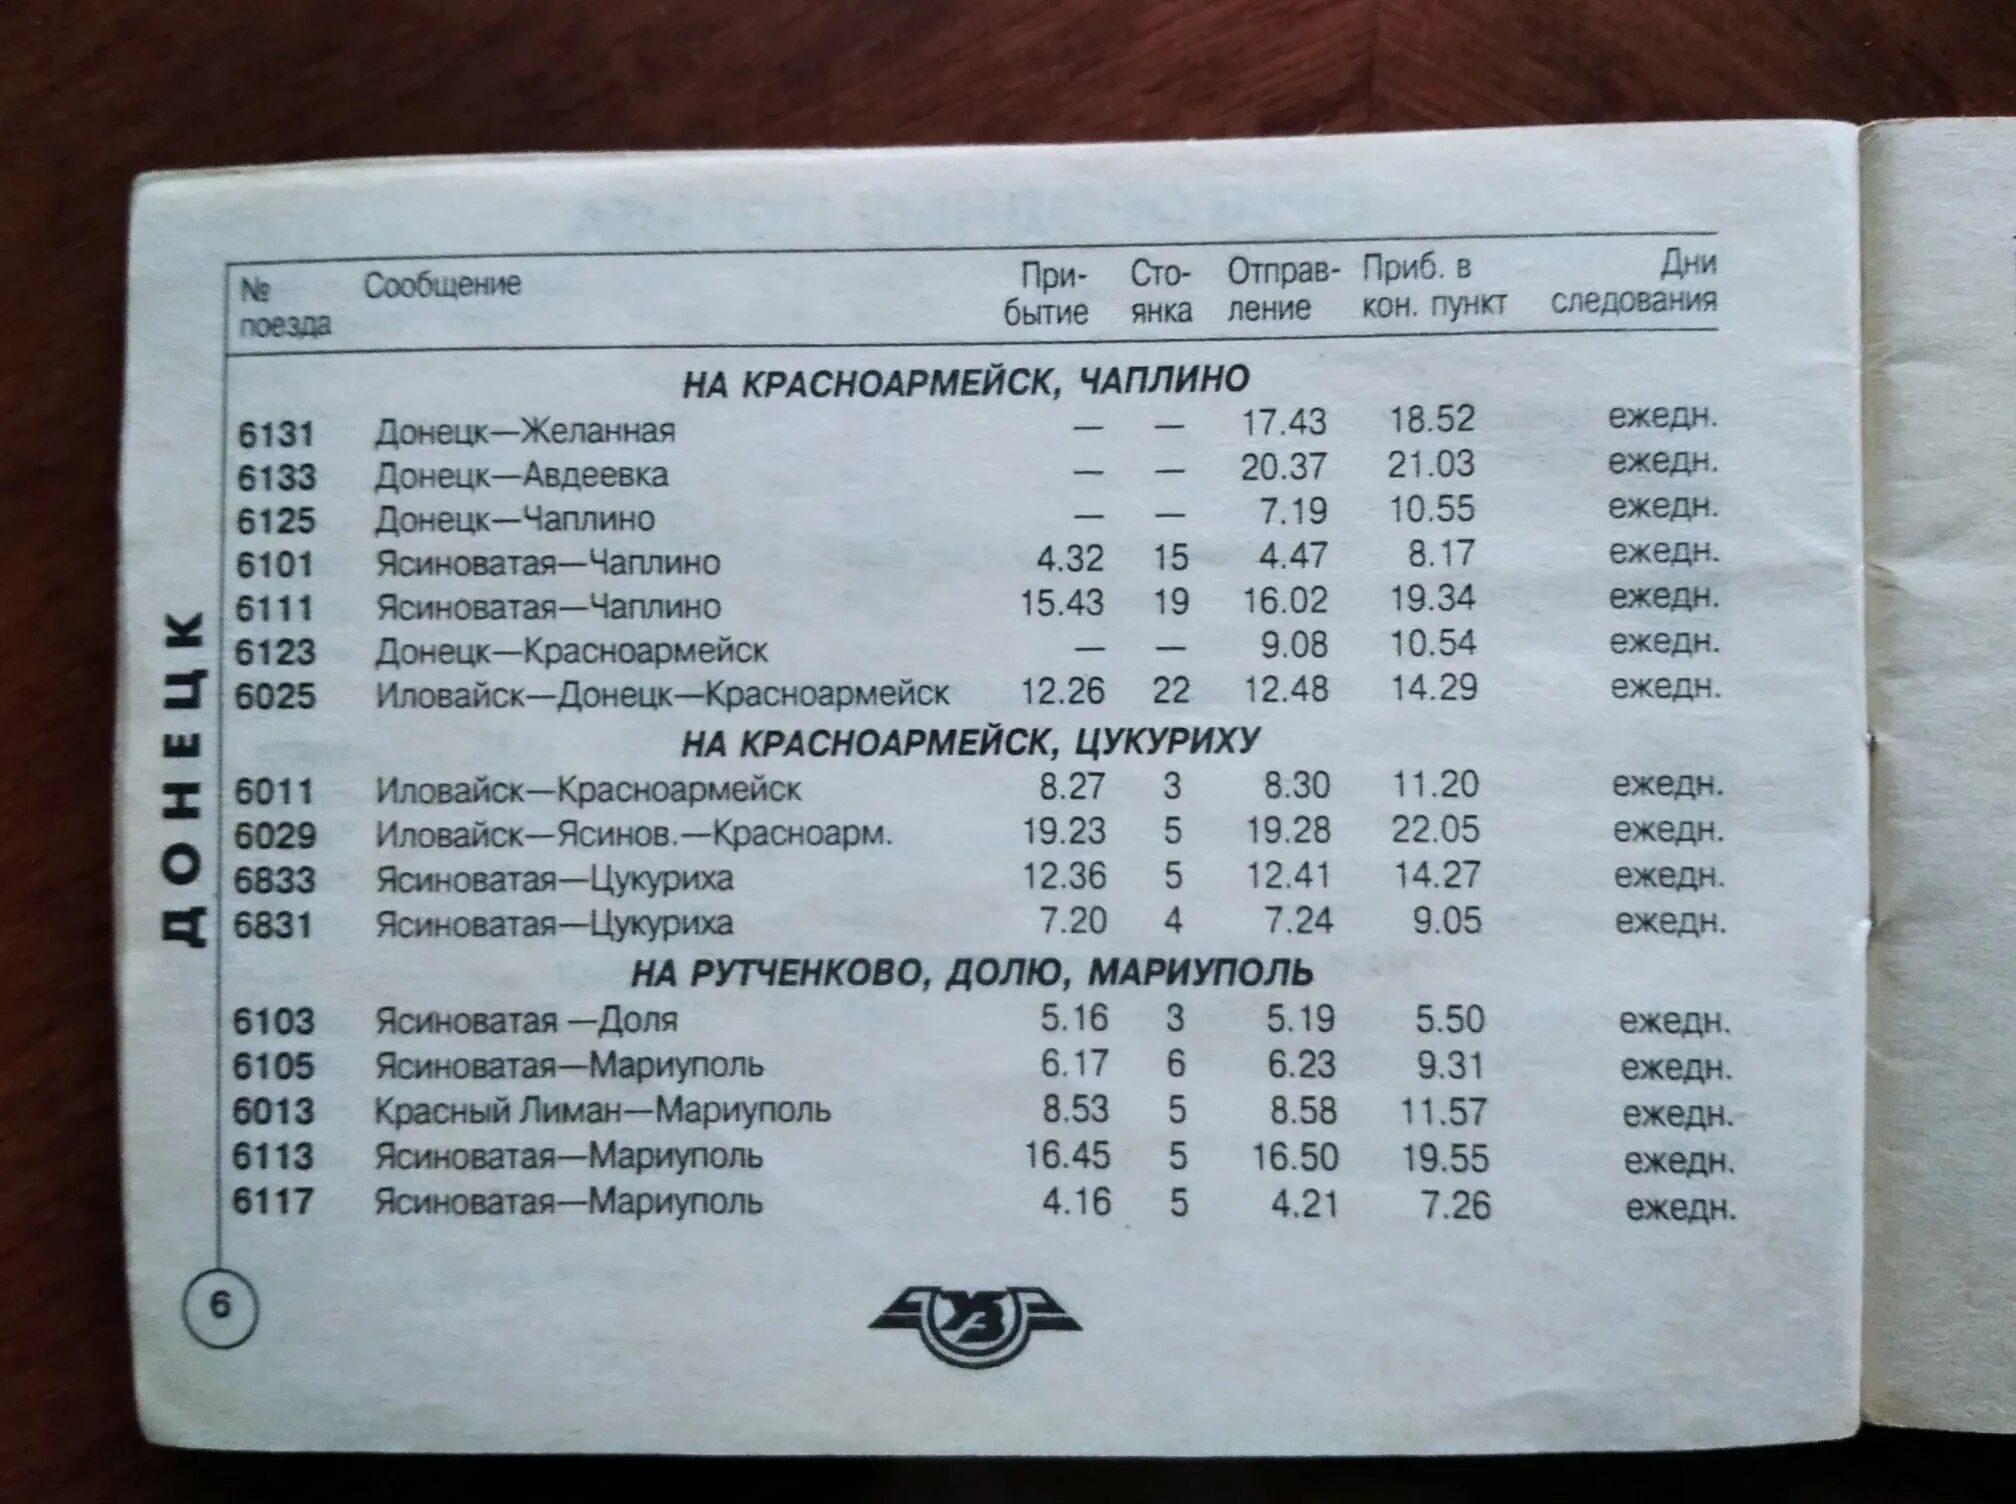 № поезда Сообщение При- бытие Сто- янка Отправ- ление Приб. в кон. пункт Дни следования
НА КРАСНОАРМЕЙСК, ЧАПЛИНО
6131 Донецк—Желанная — — 17.43 18.52 ежедн.
6133 Донецк—Авдеевка — — 20.37 21.03 ежедн.
6125 Донецк—Чаплино — — 7.19 10.55 ежедн.
6101 Ясиноватая—Чаплино 4.32 15 4.47 8.17 ежедн.
6111 Ясиноватая—Чаплино 15.43 19 16.02 19.34 ежедн.
6123 Донецк—Красноармейск — — 9.08 10.54 ежедн.
6025 Иловайск—Донецк—Красноармейск 12.26 22 12.48 14.29 ежедн.
НА КРАСНОАРМЕЙСК, ЦУКУРИХУ
6011 Иловайск—Красноармейск 8.27 3 8.30 11.20 ежедн.
6029 Иловайск—Ясинов.—Красноарм. 19.23 5 19.28 22.05 ежедн.
6833 Ясиноватая—Цукуриха 12.36 5 12.41 14.27 ежедн.
6831 Ясиноватая—Цукуриха 7.20 4 7.24 9.05 ежедн.
НА РУТЧЕНКОВО, ДОЛЮ, МАРИУПОЛЬ
6103 Ясиноватая —Доля 5.16 3 5.19 5.50 ежедн.
6105 Ясиноватая—Мариуполь 6.17 6 6.23 9.31 ежедн.
6013 Красный Лиман—Мариуполь 8.53 5 8.58 11.57 ежедн.
6113 Ясиноватая—Мариуполь 16.45 5 16.50 19.55 ежедн.
6117 Ясиноватая—Мариуполь 4.16 5 4.21 7.26 ежедн.
ДОНЕЦК
6
УЗ